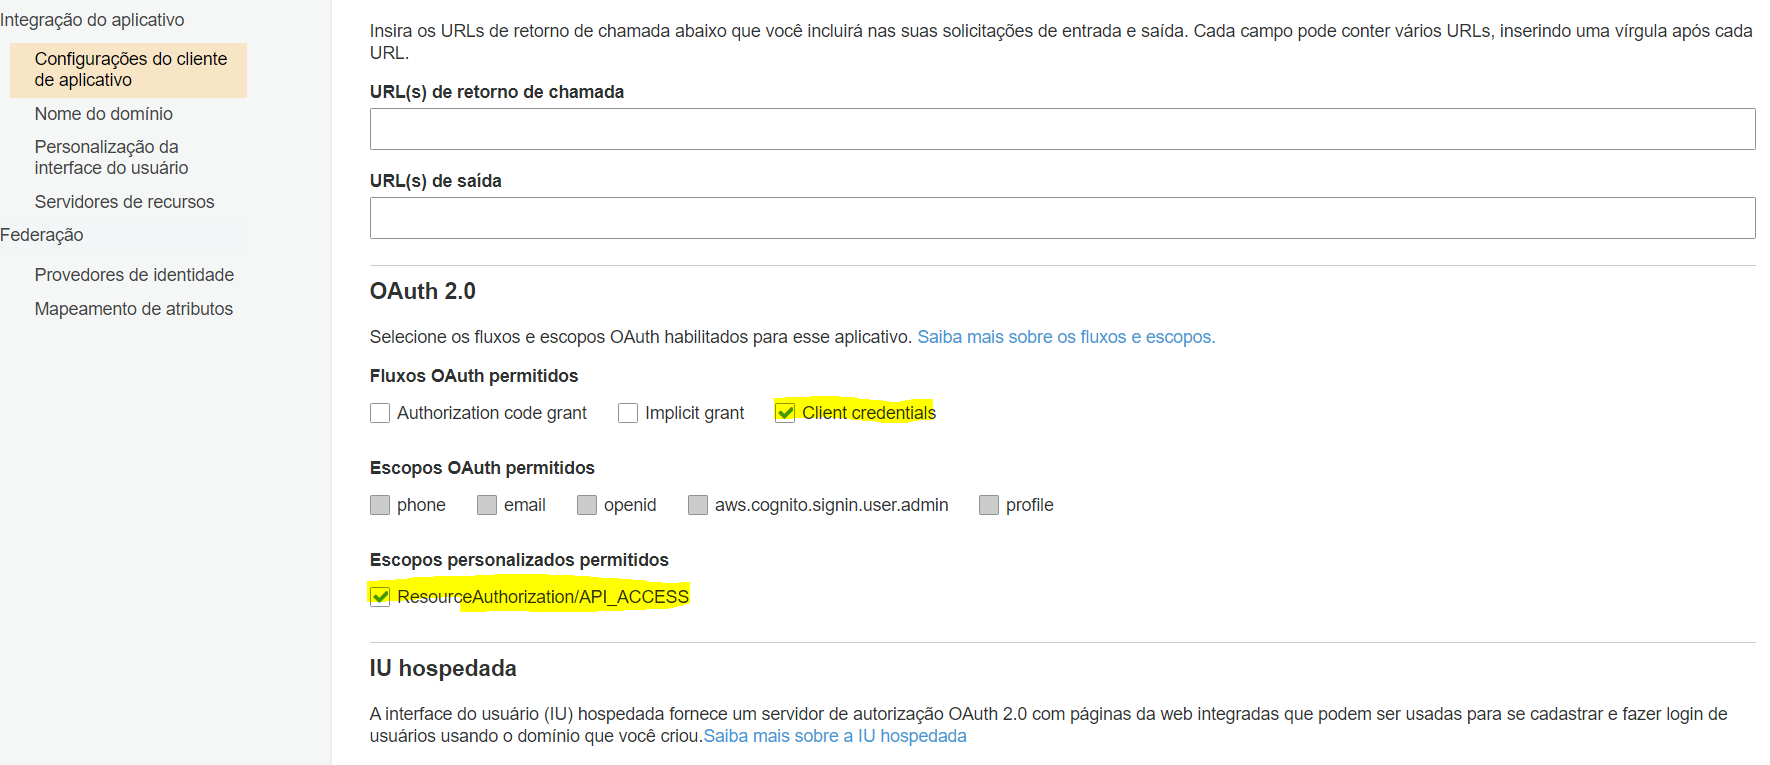 Integração do aplicativo
Configurações do cliente
de aplicativo
Nome do domínio
Personalização da
interface do usuário
Servidores de recursos
Federação
Provedores de identidade
Mapeamento de atributos
Insira os URLs de retorno de chamada abaixo que você incluirá nas suas solicitações de entrada e saída. Cada campo pode conter vários URLs, inserindo uma vírgula após cada
URL.
URL(s) de retorno de chamada
URL(s) de saída
OAuth 2.0
Selecione os fluxos e escopos OAuth habilitados para esse aplicativo. Saiba mais sobre os fluxos e escopos.
Fluxos OAuth permitidos
Authorization code grant Implicit grant Client credentials
Escopos OAuth permitidos
phone email openid aws.cognito.signin.user.admin profile
Escopos personalizados permitidos
ResourceAuthorization/API_ACCESS
IU hospedada
A interface do usuário (IU) hospedada fornece um servidor de autorização OAuth 2.0 com páginas da web integradas que podem ser usadas para se cadastrar e fazer login de
usuários usando o domínio que você criou.Saiba mais sobre a IU hospedada